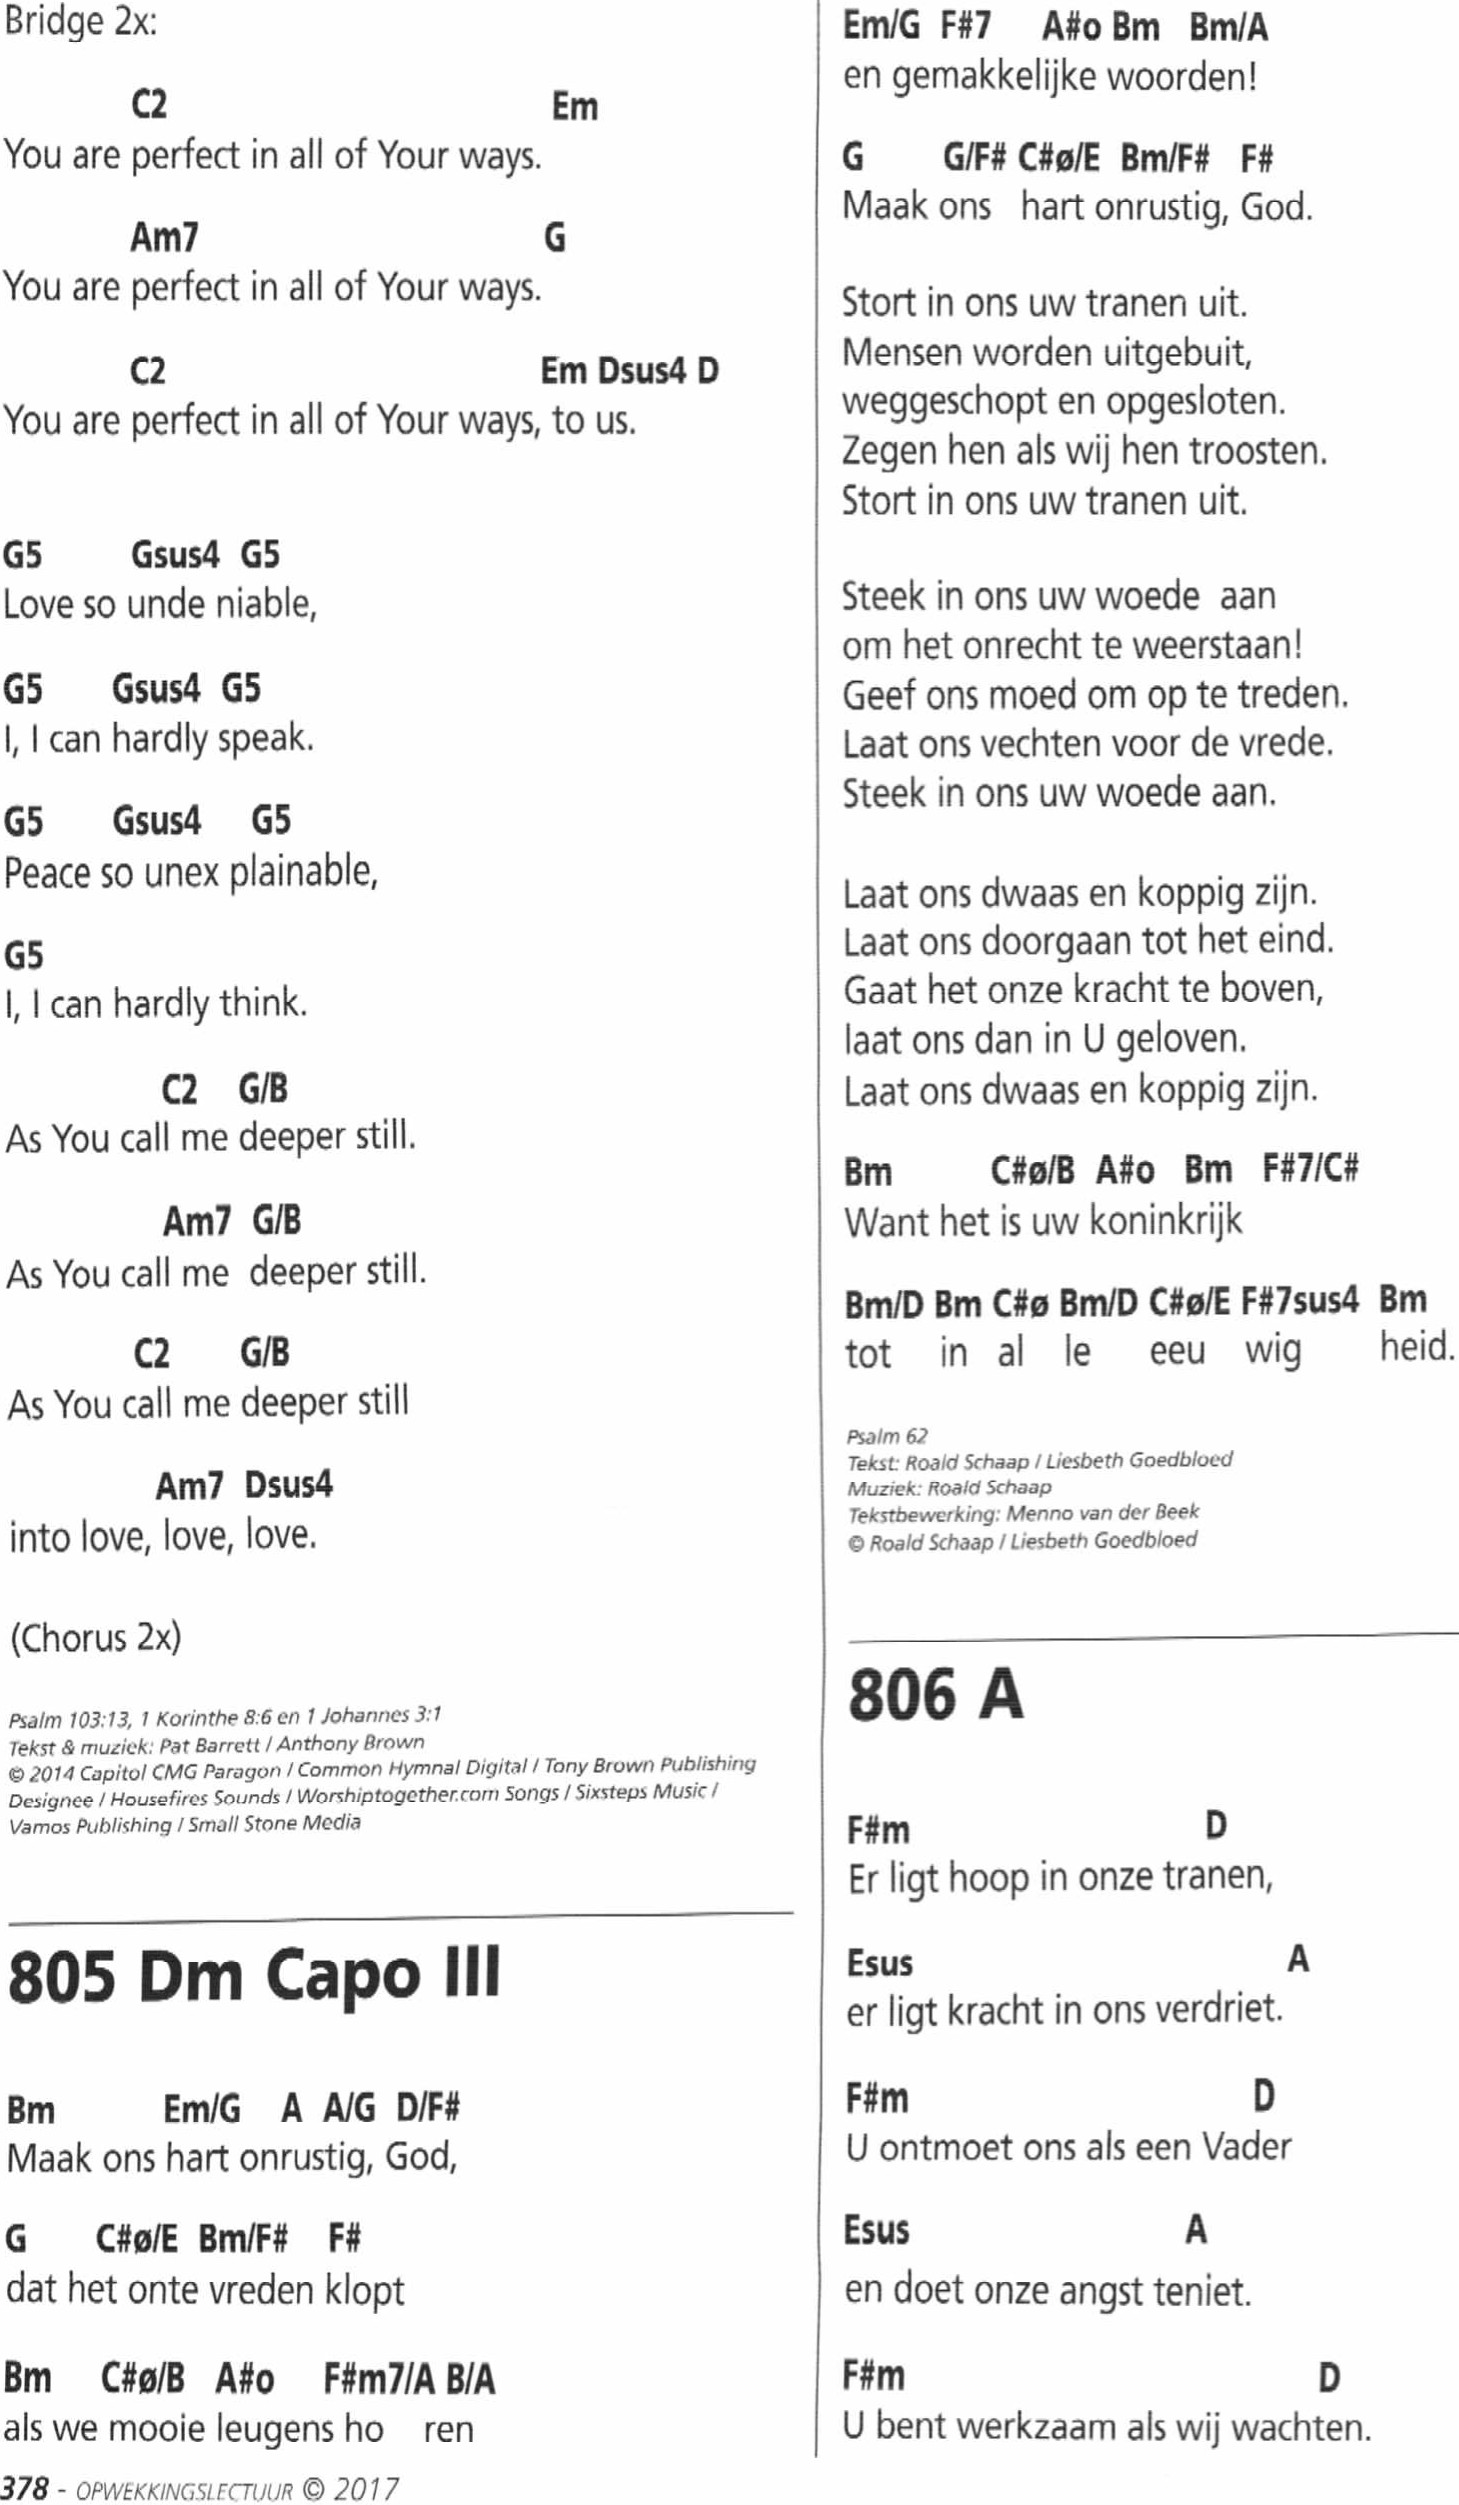 Bridge 2x:
C2 Em
You are perfect in all of Your ways.
Am7 G
You are perfect in all of Your ways.
C2 Em Dsus4 D
You are perfect in all of Your ways, to us.
G5 Gsus4 G5
Love so unde niable,
G5 Gsus4 G5
I, I can hardly speak.
G5 Gsus4 G5
Peace so unex plainable,
G5
I, I can hardly think.
C2 G/B
As You call me deeper still.
Am7 G/B
As You call me deeper still.
C2 G/B
As You call me deeper still
Am7 Dsus4
into love, love, love.
(Chorus 2x)
Psalm 103:13, 1 Korinthe 8:6 en 1 Johannes 3:1
Tekst & muziek: Pat Barrett / Anthony Brown
© 2014 Capitol CMG Paragon / Common Hymnal Digital / Tony Brown Publishing
Designee / Housefires Sounds / Worshiptogether.com Songs / Sixsteps Music /
Vamos Publishing / Small Stone Media
805 Dm Capo III
Bm Em/G A A/G D/F#
Maak ons hart onrustig, God,
G C#ø/E Bm/F# F#
dat het onte vreden klopt
Bm C#ø/B A#o F#m7/A B/A
als we mooie leugens ho ren
378 - OPWEKKINGSLECTUUR © 2017
Em/G F#7 A#o Bm Bm/A
en gemakkelijke woorden!
G G/F# C#ø/E Bm/F# F#
Maak ons hart onrustig, God.
Stort in ons uw tranen uit.
Mensen worden uitgebuit,
weggeschopt en opgesloten.
Zegen hen als wij hen troosten.
Stort in ons uw tranen uit.
Steek in ons uw woede aan
om het onrecht te weerstaan!
Geef ons moed om op te treden.
Laat ons vechten voor de vrede.
Steek in ons uw woede aan.
Laat ons dwaas en koppig zijn.
Laat ons doorgaan tot het eind.
Gaat het onze kracht te boven,
laat ons dan in U geloven.
Laat ons dwaas en koppig zijn.
Bm C#ø/B A#o Bm F#7/C#
Want het is uw koninkrijk
Bm/D Bm C#ø Bm/D C#ø/E F#7sus4 Bm
tot in al le eeu wig heid.
Psalm 62
Tekst: Roald Schaap / Liesbeth Goedbloed
Muziek: Roald Schaap
Tekstbewerking: Menno van der Beek
© Roald Schaap / Liesbeth Goedbloed
806 A
F#m D
Er ligt hoop in onze tranen,
Esus A
er ligt kracht in ons verdriet.
F#m D
U ontmoet ons als een Vader
Esus A
en doet onze angst teniet.
F#m D
U bent werkzaam als wij wachten.